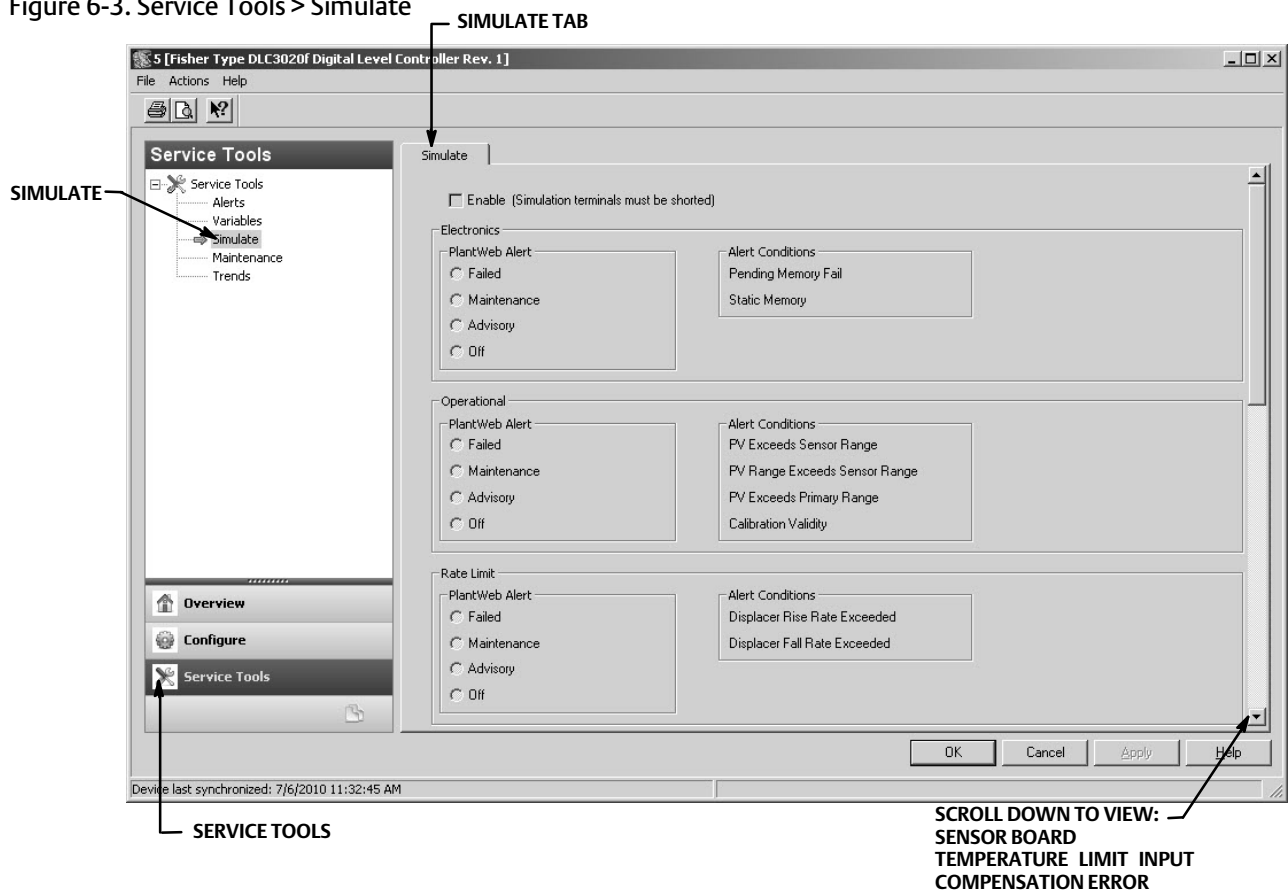 Figure 6-3. Service Tools > Simulate
SIMULATE TAB
5 [Fisher Type DLC3020f Digital Level Controller Rev. 1]
File Actions Help
Service Tools
Simulate
SIMULATE
Service Tools
Alerts
Variables
Simulate
Maintenance
Trends
Enable (Simulation terminals must be shorted)
Electronics
PlantWeb Alert
Failed
Maintenance
Advisory
Off
Alert Conditions
Pending Memory Fail
Static Memory
Operational
PlantWeb Alert
Failed
Maintenance
Advisory
Off
Alert Conditions
PV Exceeds Sensor Range
PV Range Exceeds Sensor Range
PV Exceeds Primary Range
Calibration Validity
Rate Limit
PlantWeb Alert
Failed
Maintenance
Advisory
Off
Alert Conditions
Displacer Rise Rate Exceeded
Displacer Fall Rate Exceeded
Overview
Configure
Service Tools
OK Cancel Apply Help
Device last synchronized: 7/6/2010 11:32:45 AM
SERVICE TOOLS
SCROLL DOWN TO VIEW:
SENSOR BOARD
TEMPERATURE LIMIT INPUT
COMPENSATION ERROR